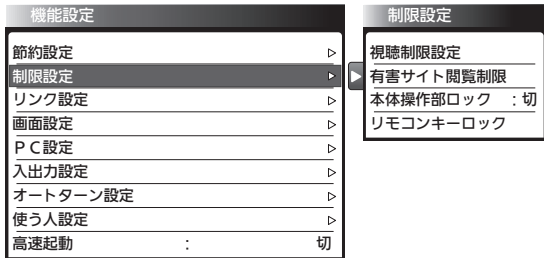 機能設定
節約設定
制限設定
リンク設定
画面設定
ＰＣ設定
入出力設定
オートターン設定
使う人設定
高速起動 : 切
制限設定
視聴制限設定
有害サイト閲覧制限
本体操作部ロック :切
リモコンキーロック